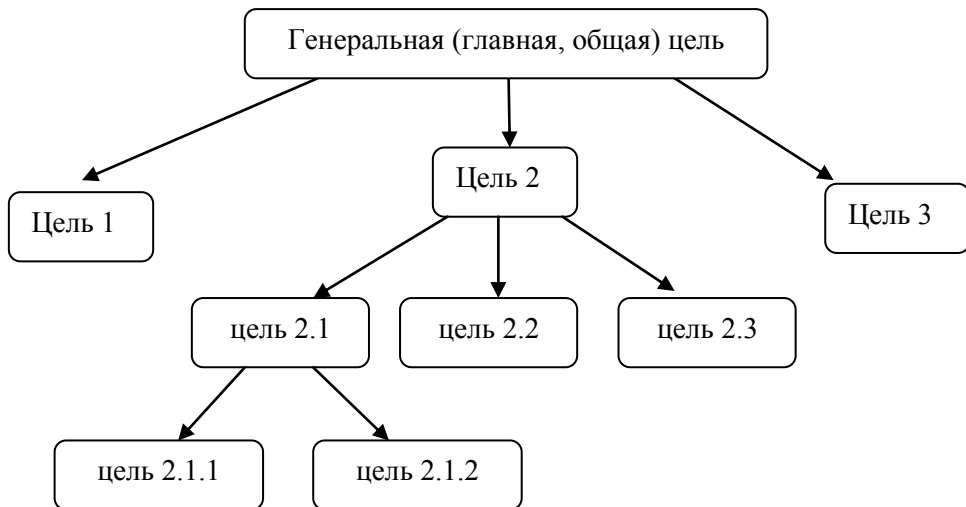 Генеральная (главная, общая) цель
Цель 1
Цель 2
Цель 3
цель 2.1
цель 2.2
цель 2.3
цель 2.1.1
цель 2.1.2